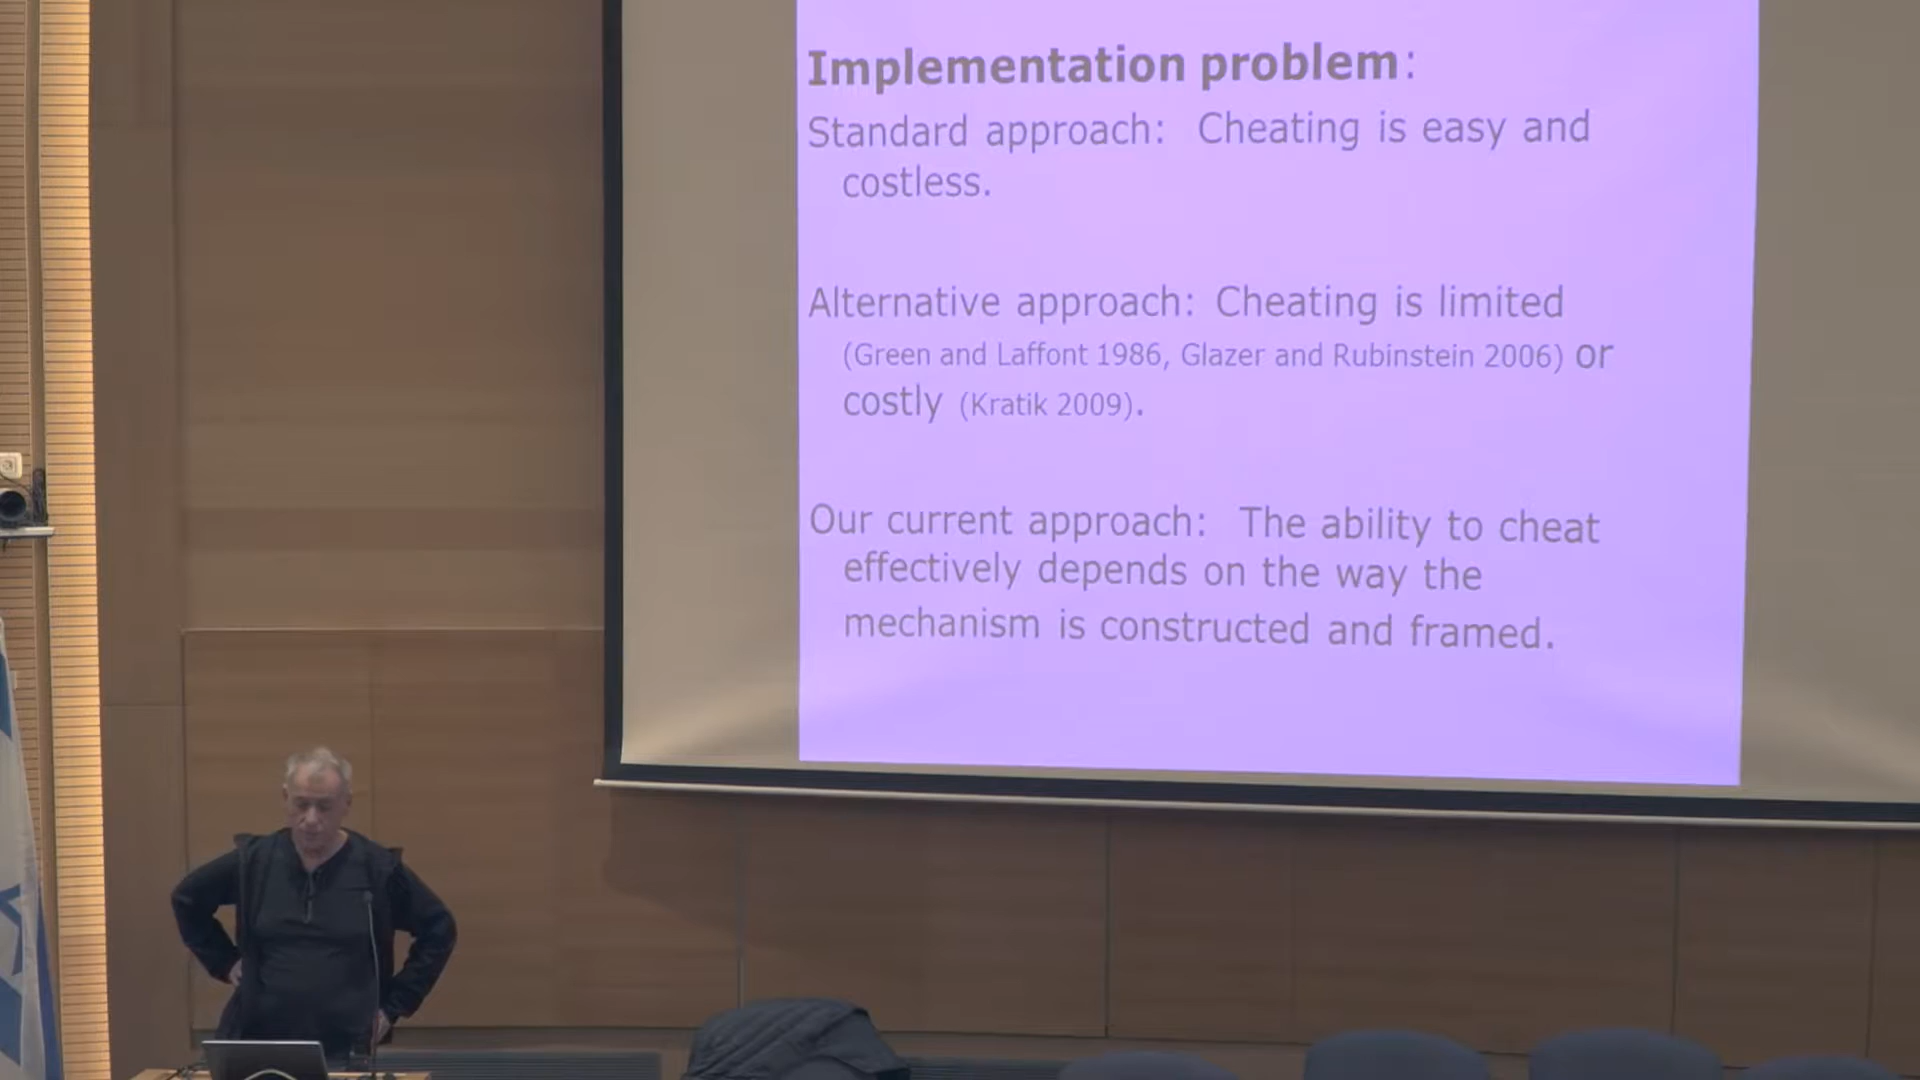 Implementation problem:
Standard approach: Cheating is easy and
costless.
Alternative approach: Cheating is limited
(Green and Laffont 1986, Glazer and Rubinstein 2006) or
costly (Kratik 2009).
Our current approach: The ability to cheat
effectively depends on the way the
mechanism is constructed and framed.